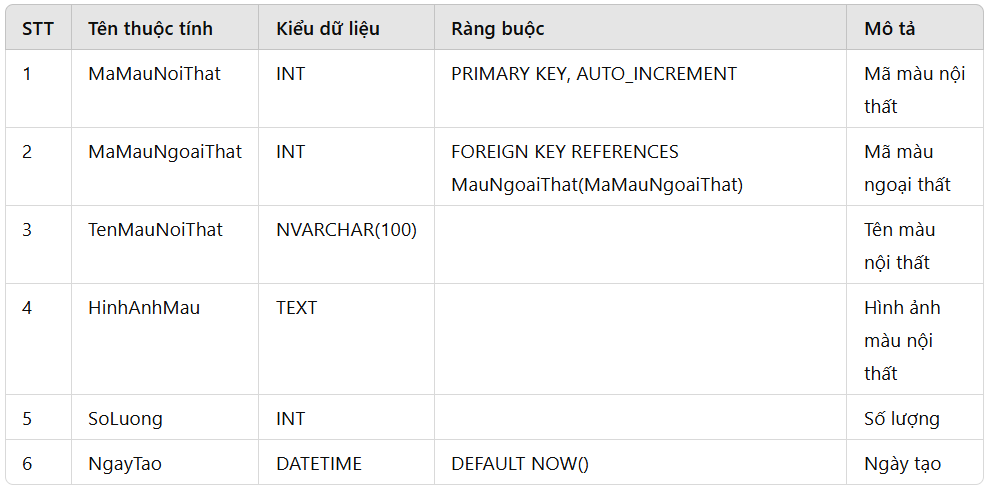 STT Tên thuộc tính Kiểu dữ liệu Ràng buộc Mô tả
1 MaMauNoiThat INT PRIMARY KEY, AUTO_INCREMENT Mã màu nội
thất
2 MaMauNgoaiThat INT FOREIGN KEY REFERENCES Mã màu
MauNgoaiThat(MaMauNgoaiThat) ngoại thất
3 TenMauNoiThat NVARCHAR(100) Tên màu
nội thất
4 HinhAnhMau TEXT Hình ảnh
màu nội
thất
5 SoLuong INT Số lượng
6 NgayTao DATETIME DEFAULT NOW() Ngày tạo